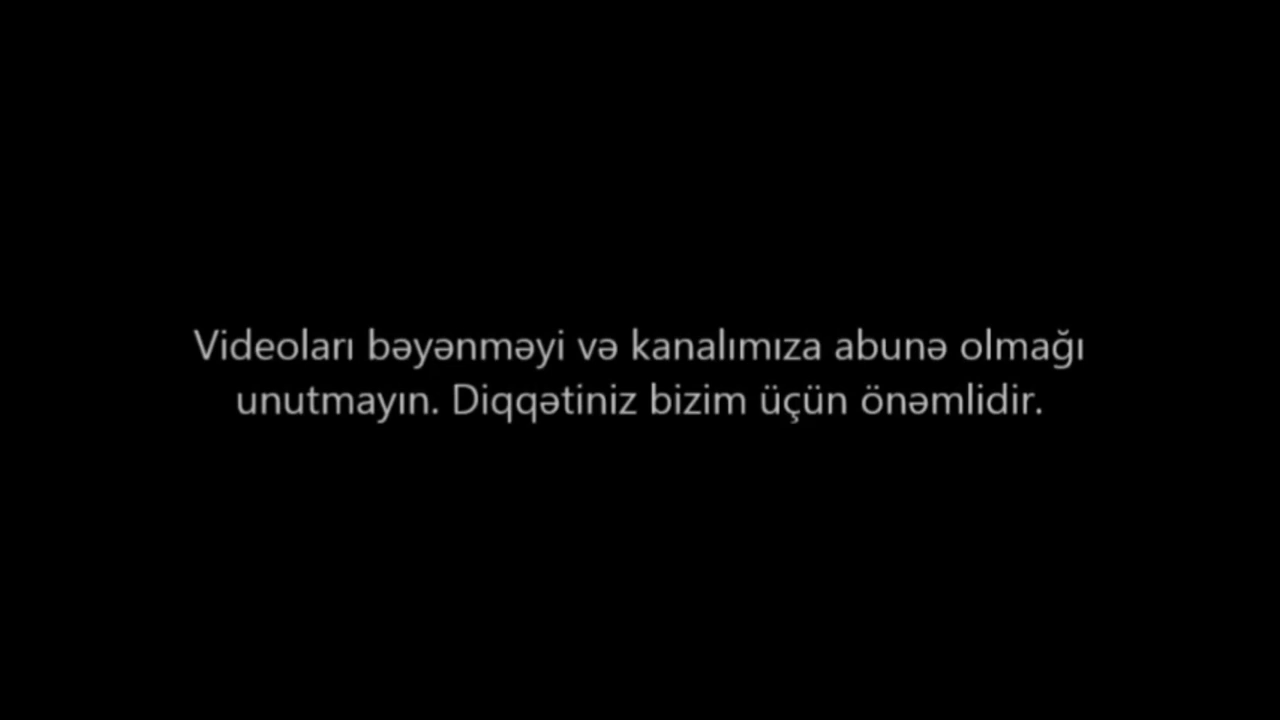 Videoları bəyənməyi və kanalımıza abunə olmağı
unutmayın. Diqqətiniz bizim üçün önəmlidir.